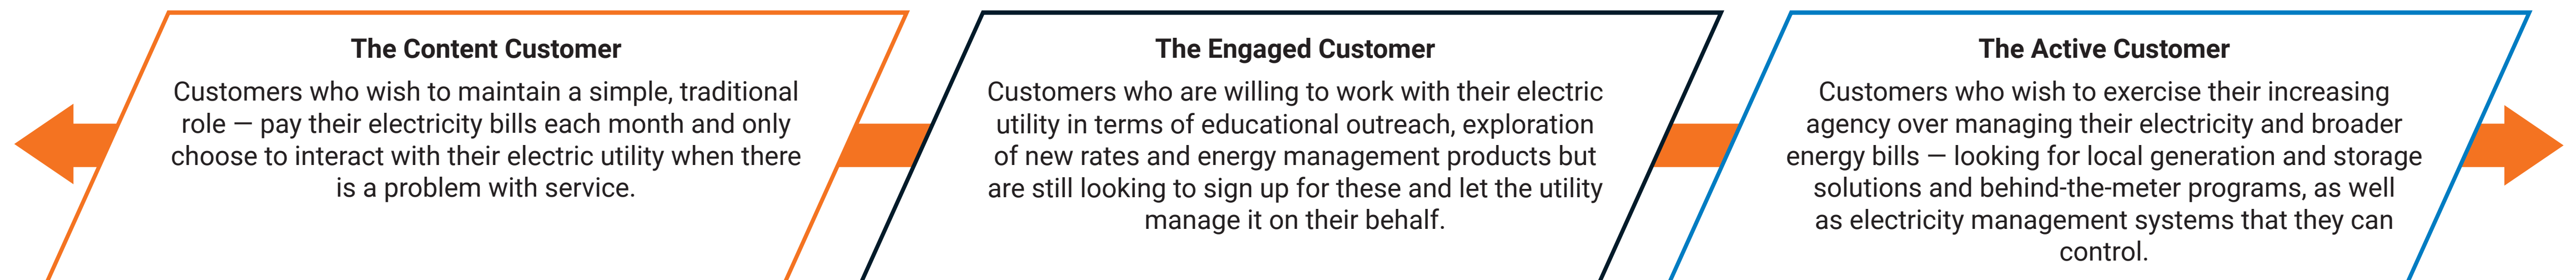 The Content Customer
Customers who wish to maintain a simple, traditional
role — pay their electricity bills each month and only
choose to interact with their electric utility when there
is a problem with service.
The Engaged Customer
Customers who are willing to work with their electric
utility in terms of educational outreach, exploration
of new rates and energy management products but
are still looking to sign up for these and let the utility
manage it on their behalf.
The Active Customer
Customers who wish to exercise their increasing
agency over managing their electricity and broader
energy bills — looking for local generation and storage
solutions and behind-the-meter programs, as well
as electricity management systems that they can
control.